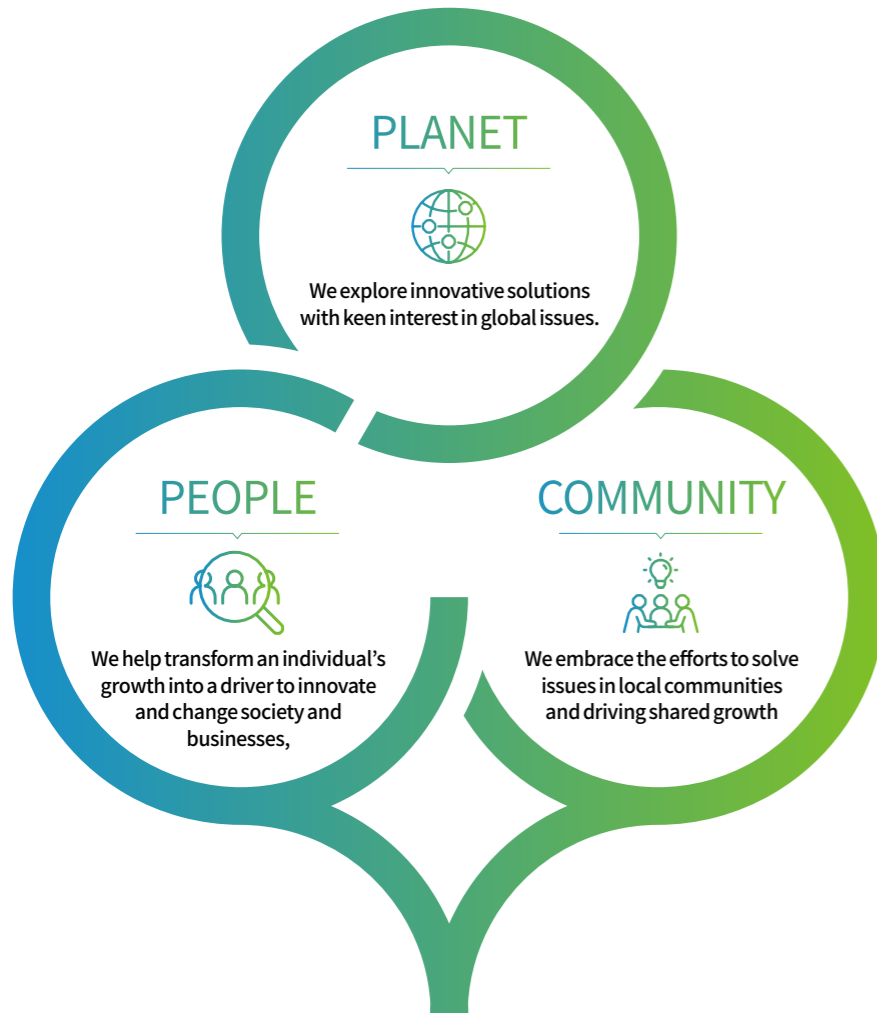 PLANET
We explore innovative solutions
with keen interest in global issues.
PEOPLE
We help transform an individual’s
growth into a driver to innovate
and change society and
businesses,
COMMUNITY
We embrace the efforts to solve
issues in local communities
and driving shared growth